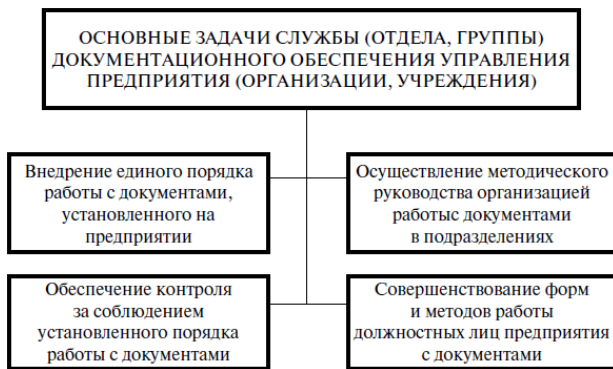 ОСНОВНЫЕ ЗАДАЧИ СЛУЖБЫ (ОТДЕЛА, ГРУППЫ)
ДОКУМЕНТАЦИОННОГО ОБЕСПЕЧЕНИЯ УПРАВЛЕНИЯ
ПРЕДПРИЯТИЯ (ОРГАНИЗАЦИИ, УЧРЕЖДЕНИЯ)
Внедрение единого порядка
работы с документами,
установленного на
предприятии
Осуществление методического
руководства организацией
работыс документами
в подразделениях
Обеспечение контроля
за соблюдением
установленного порядка
работы с документами
Совершенствование форм
и методов работы
должностных лиц предприятия
с документами